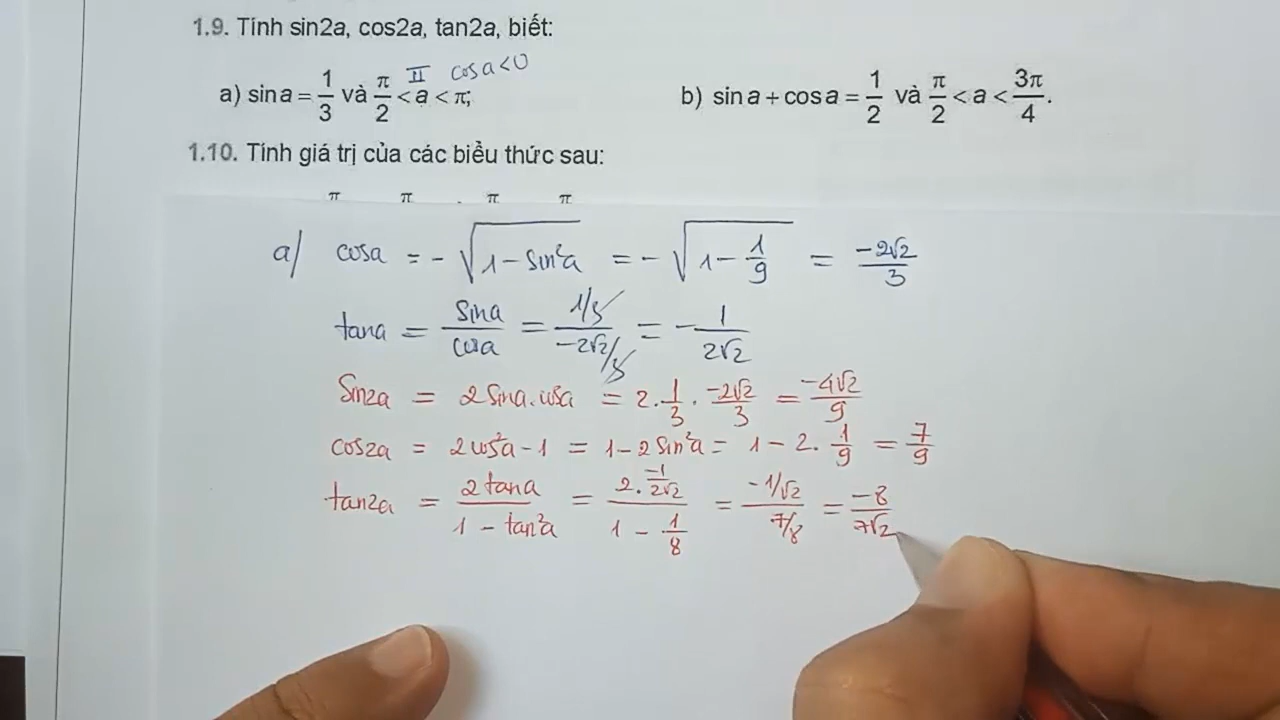 1.9. Tính sin2a, cos2a, tan2a, biết:
II cosa<0
a) sin a = 1/3 và π/2 < a < π;
b) sin a + cos a = 1/2 và π/2 < a < 3π/4.
1.10. Tính giá trị của các biểu thức sau:
π π π π
a/ cosa = -√(1-sin²a) = -√(1-1/9) = -2√2/3
tana = sina/cosa = (1/3)/(-2√2/3) = -1/(2√2)
Sin2a = 2sina.cosa = 2.1/3.-2√2/3 = -4√2/9
cos2a = 2cos²a-1 = 1-2sin²a = 1-2.1/9 = 7/9
tan2a = 2tana/(1-tan²a) = (2.-1/(2√2))/(1-1/8) = (-1/√2)/(7/8) = -8/(7√2)